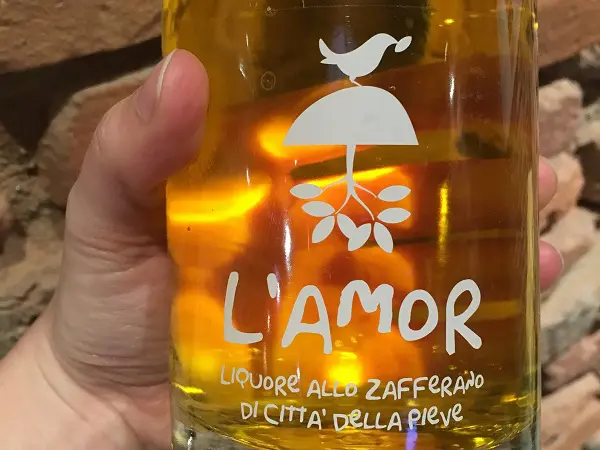 L'AMOR
LIQUORE ALLO ZAFFERANO
DI CITTA' DELLA PIEVE